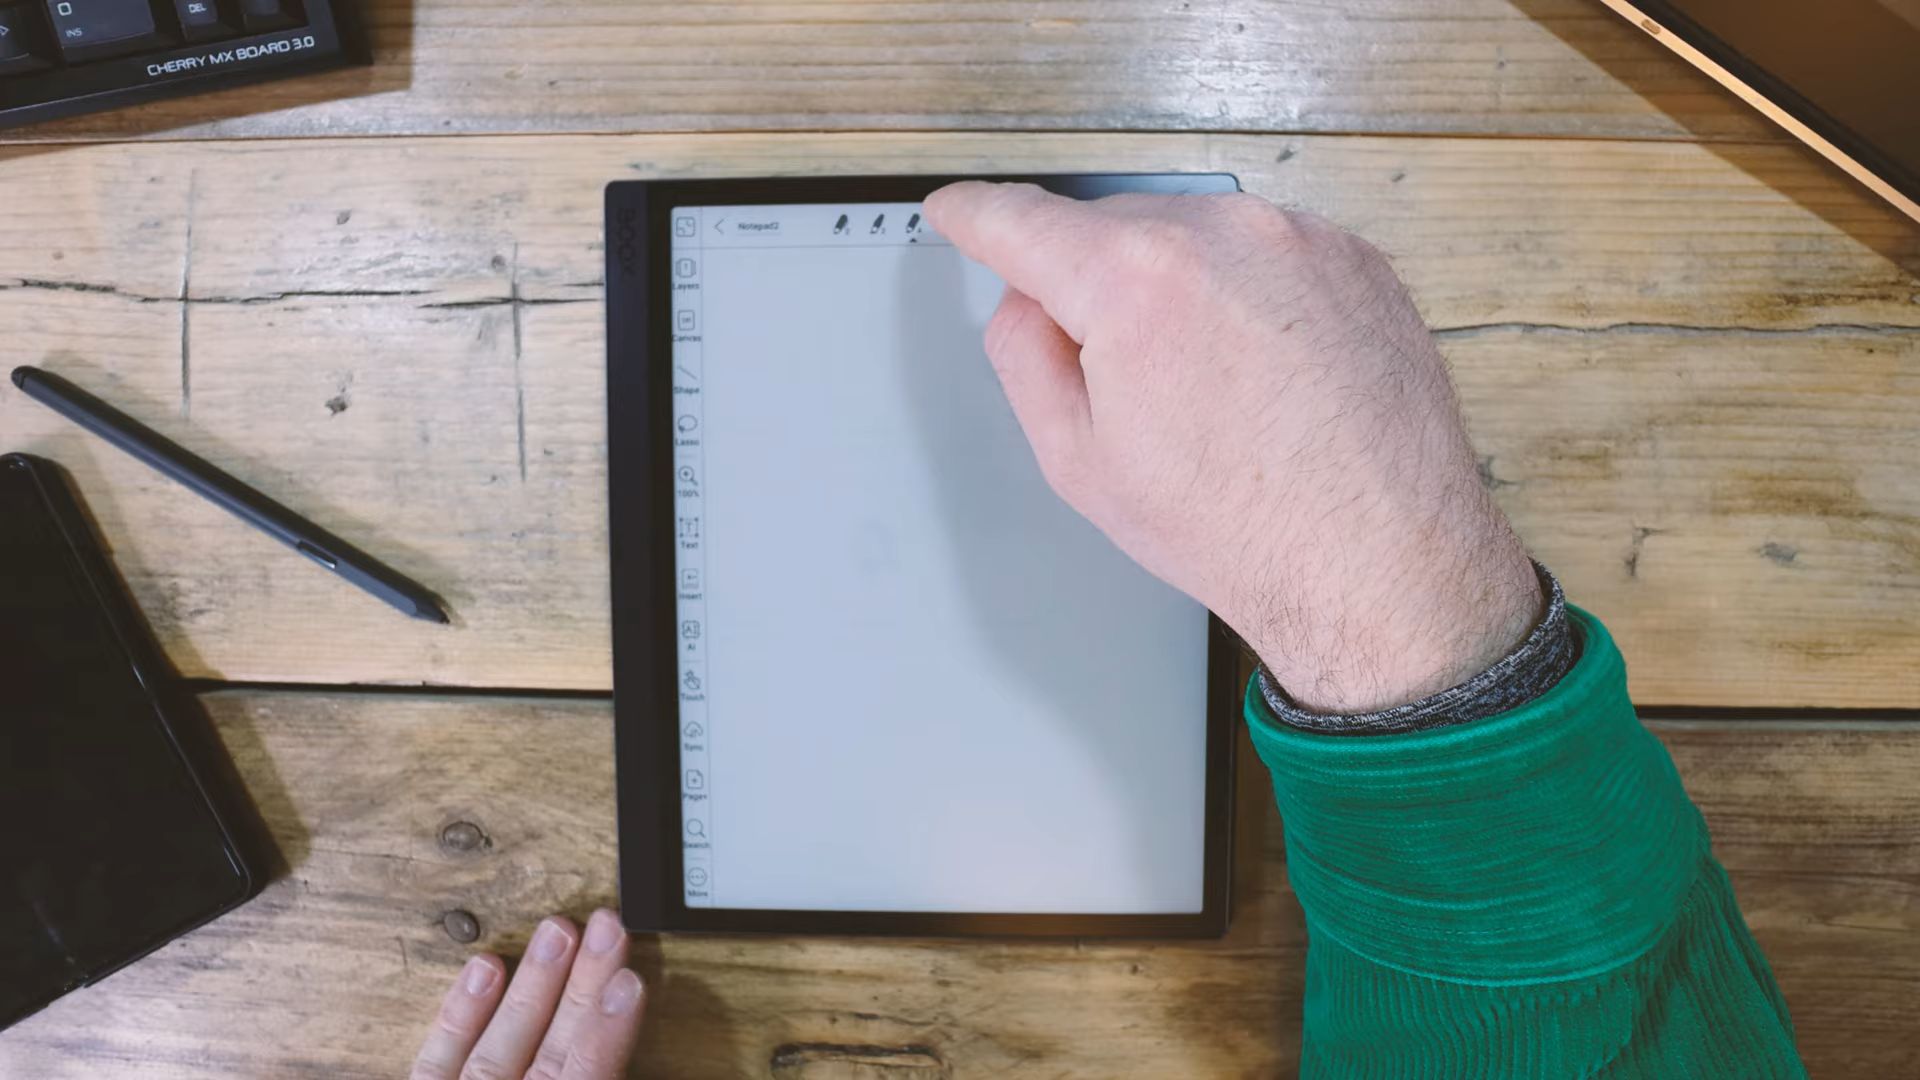 INS
DEL
CHERRY MX BOARD 3.0
BOOX
Notepad2
Layers
Canvas
Shape
Lasso
100%
Text
Insert
AI
Touch
Sync
Page+
Search
More